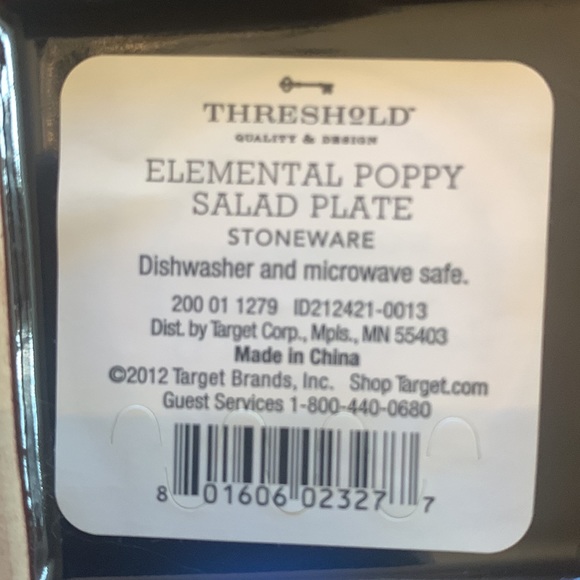 THRESHOLD™
QUALITY & DESIGN
ELEMENTAL POPPY
SALAD PLATE
STONEWARE
Dishwasher and microwave safe.
200 01 1279 ID212421-0013
Dist. by Target Corp., Mpls., MN 55403
Made in China
©2012 Target Brands, Inc. Shop Target.com
Guest Services 1-800-440-0680
8 01606 02327 7